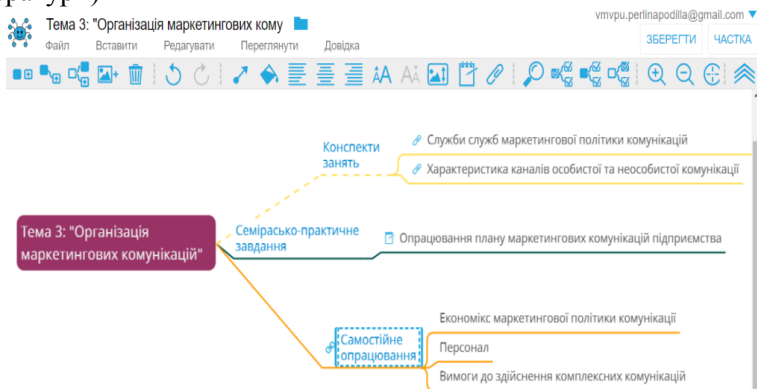 vmvpu.perlinapodilla@gmail.com
Тема 3: "Організація маркетингових кому
Файл Вставити Редагувати Переглянути Довідка
ЗБЕРЕГТИ ЧАСТКА
Конспекти
занять
Служби служб маркетингової політики комунікацій
Характеристика каналів особистої та неособистої комунікації
Тема 3: "Організація
маркетингових комунікацій"
Семірасько-практичне
завдання
Опрацювання плану маркетингових комунікацій підприємства
Самостійне
опрацювання
Економікс маркетингової політики комунікації
Персонал
Вимоги до здійснення комплексних комунікацій